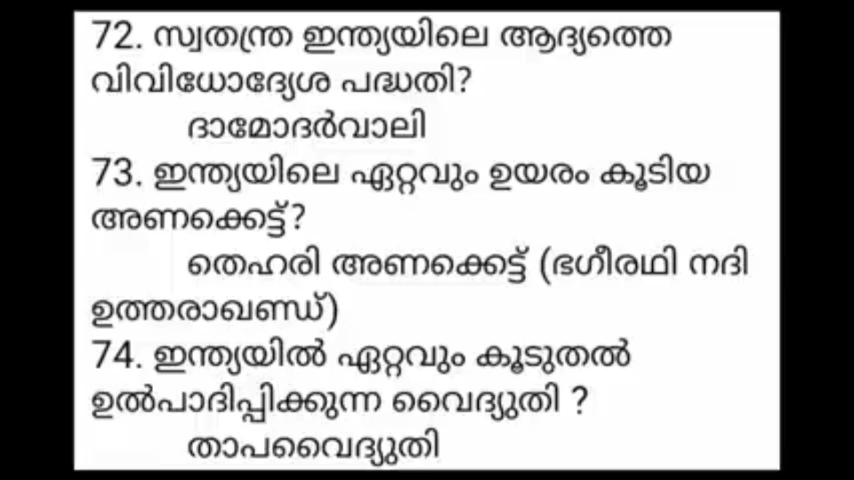 72. സ്വതന്ത്ര ഇന്ത്യയിലെ ആദ്യത്തെ
വിവിധോദ്യേശ പദ്ധതി?
ദാമോദർവാലി
73. ഇന്ത്യയിലെ ഏറ്റവും ഉയരം കൂടിയ
അണക്കെട്ട്?
തെഹരി അണക്കെട്ട് (ഭഗീരഥി നദി
ഉത്തരാഖണ്ഡ്)
74. ഇന്ത്യയിൽ ഏറ്റവും കൂടുതൽ
ഉൽപാദിപ്പിക്കുന്ന വൈദ്യുതി ?
താപവൈദ്യുതി